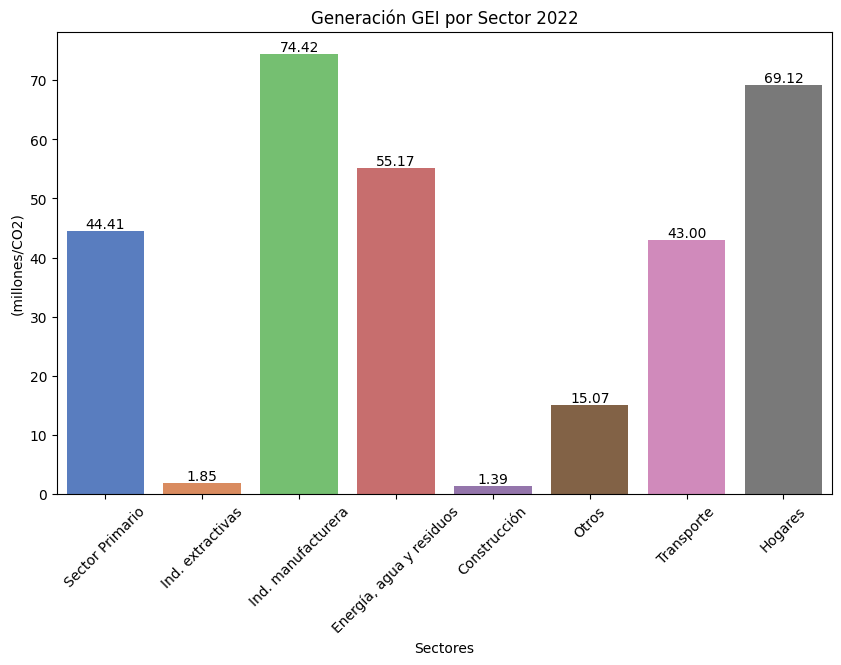 Generación GEI por Sector 2022
(millones/CO2)
70
60
50
40
30
20
10
0
44.41
1.85
74.42
55.17
1.39
15.07
43.00
69.12
Sector Primario
Ind. extractivas
Ind. manufacturera
Energía, agua y residuos
Construcción
Otros
Transporte
Hogares
Sectores